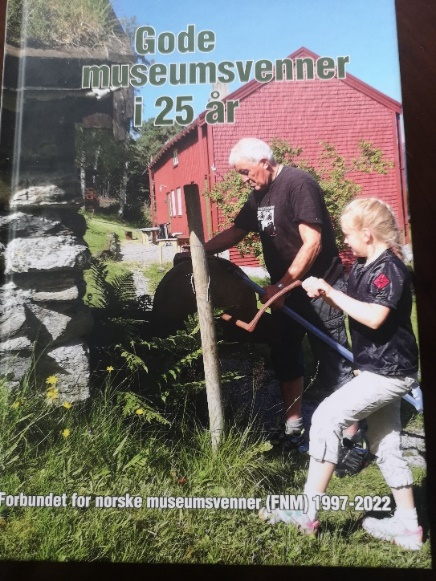 Gode
museumsvenner
i 25 år
Forbundet for norske museumsvenner (FNM) 1997-2022